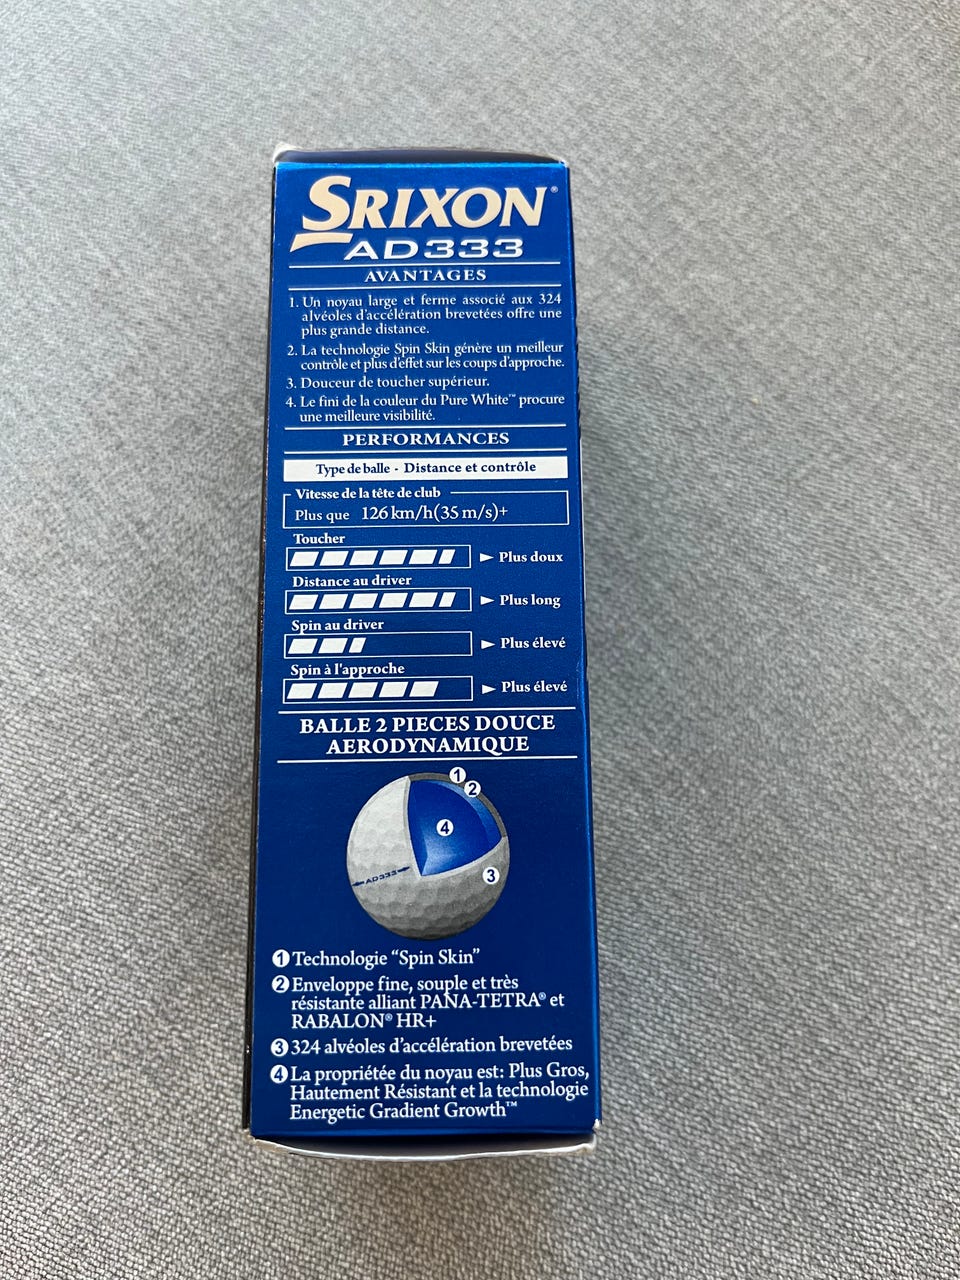 SRIXON®
AD333
AVANTAGES
1. Un noyau large et ferme associé aux 324
alvéoles d'accélération brevetées offre une
plus grande distance.
2. La technologie Spin Skin génère un meilleur
contrôle et plus d'effet sur les coups d'approche.
3. Douceur de toucher supérieur.
4. Le fini de la couleur du Pure White™ procure
une meilleure visibilité.
PERFORMANCES
Type de balle - Distance et contrôle
Vitesse de la tête de club
Plus que 126 km/h(35 m/s)+
Toucher
► Plus doux
Distance au driver
► Plus long
Spin au driver
► Plus élevé
Spin à l'approche
► Plus élevé
BALLE 2 PIECES DOUCE
AERODYNAMIQUE
1
2
4
3
AD333
1 Technologie “Spin Skin”
2 Enveloppe fine, souple et très
résistante alliant PANA-TETRA® et
RABALON® HR+
3 324 alvéoles d'accélération brevetées
4 La propriétée du noyau est: Plus Gros,
Hautement Résistant et la technologie
Energetic Gradient Growth™